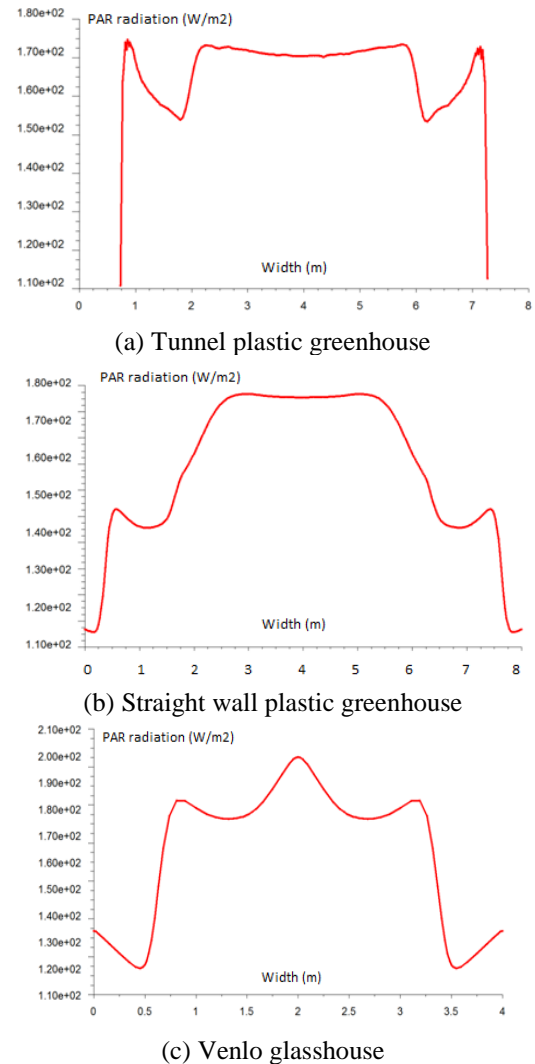 PAR radiation (W/m2)
1.80e+02
1.70e+02
1.60e+02
1.50e+02
1.40e+02
1.30e+02
1.20e+02
1.10e+02
Width (m)
1 2 3 4 5 6 7 8
(a) Tunnel plastic greenhouse
PAR radiation (W/m2)
1.80e+02
1.70e+02
1.60e+02
1.50e+02
1.40e+02
1.30e+02
1.20e+02
1.10e+02
Width (m)
0 1 2 3 4 5 6 7 8
(b) Straight wall plastic greenhouse
2.10e+02
PAR radiation (W/m2)
2.00e+02
1.90e+02
1.80e+02
1.70e+02
1.60e+02
1.50e+02
1.40e+02
1.30e+02
1.20e+02
1.10e+02
Width (m)
0 0.5 1 1.5 2 2.5 3 3.5 4
(c) Venlo glasshouse